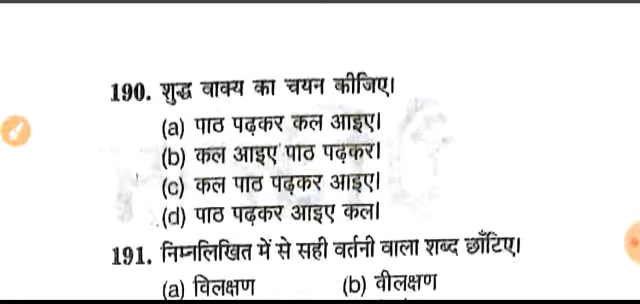 190. शुद्ध वाक्य का चयन कीजिए।
(a) पाठ पढ़कर कल आइए।
(b) कल आइए पाठ पढ़कर।
(c) कल पाठ पढ़कर आइए।
(d) पाठ पढ़कर आइए कल।
191. निम्नलिखित में से सही वर्तनी वाला शब्द छाँटिए।
(a) विलक्षण (b) वीलक्षण